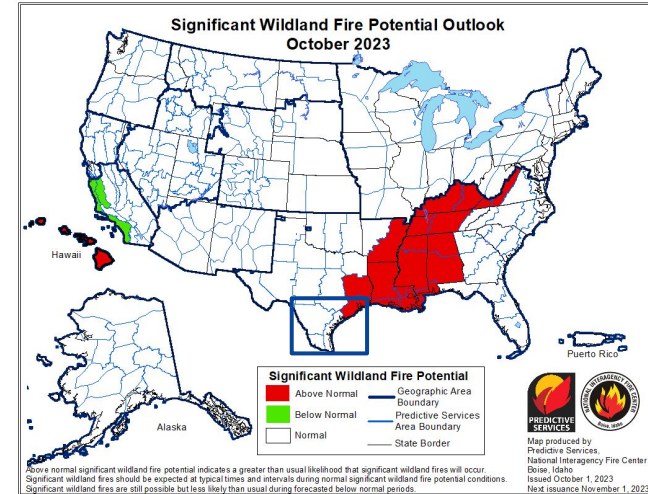 Significant Wildland Fire Potential Outlook
October 2023
Hawaii
Alaska
Puerto Rico
Significant Wildland Fire Potential
Above Normal
Below Normal
Normal
Geographic Area
Boundary
Predictive Services
Area Boundary
State Border
PREDICTIVE
SERVICES
NATIONAL INTERAGENCY FIRE CENTER
Boise, Idaho
Map produced by
Predictive Services,
National Interagency Fire Center
Boise, Idaho
Issued October 1, 2023
Next issuance November 1, 2023
Above normal significant wildland fire potential indicates a greater than usual likelihood that significant wildland fires will occur.
Significant wildland fires should be expected at typical times and intervals during normal significant wildland fire potential conditions.
Significant wildland fires are still possible but less likely than usual during forecasted below normal periods.